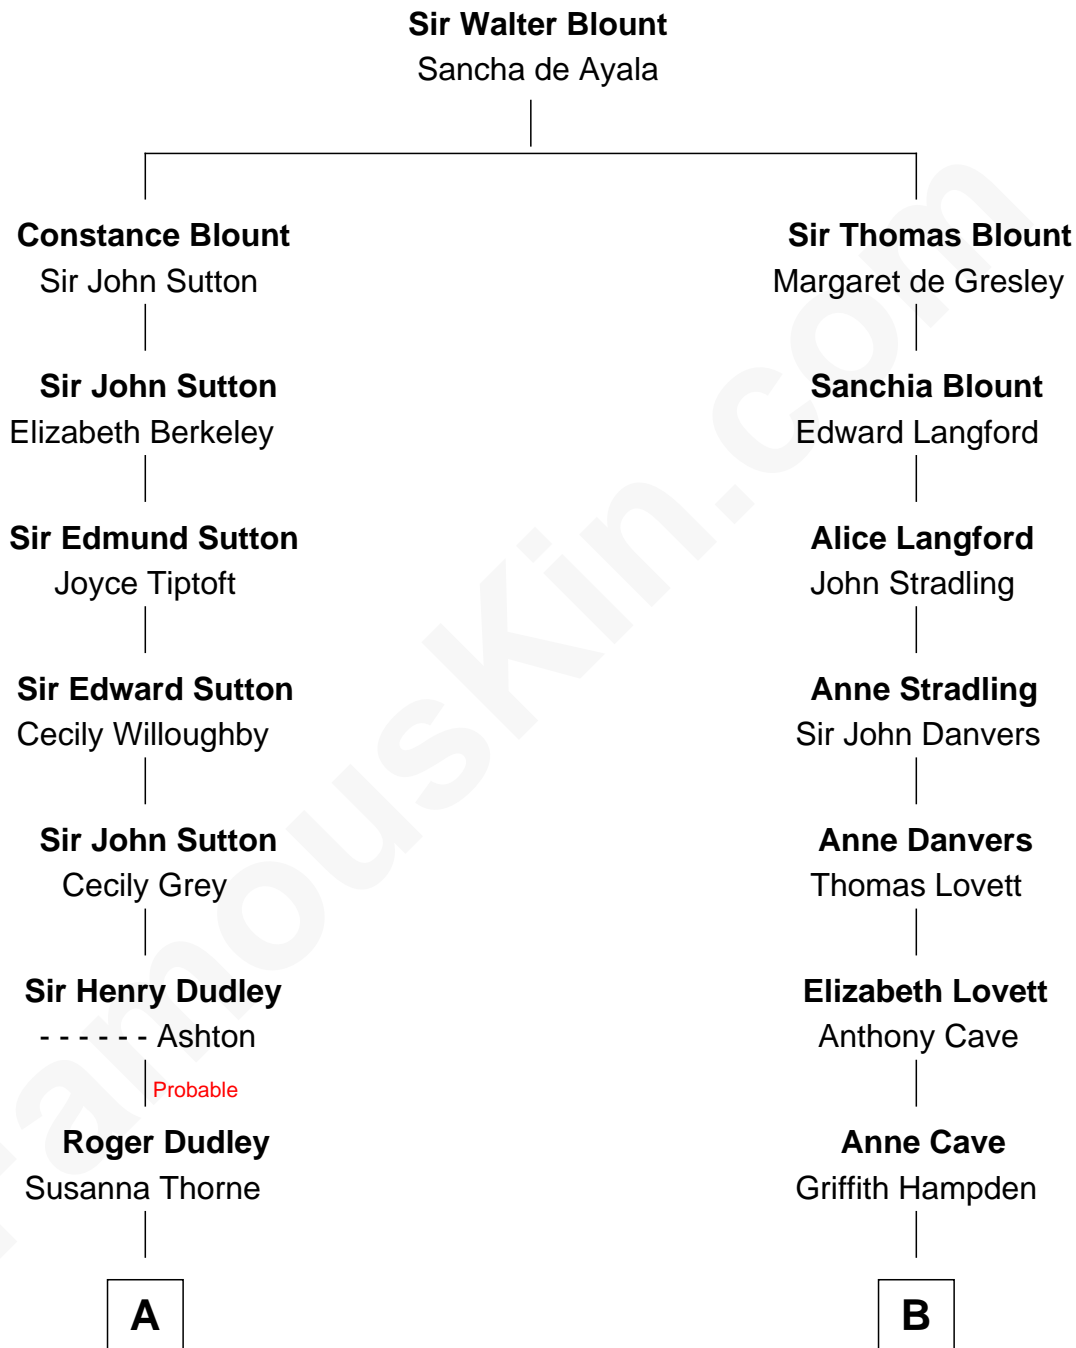 Sir Walter Blount
Sancha de Ayala
Constance Blount
Sir John Sutton
Sir Thomas Blount
Margaret de Gresley
Sir John Sutton
Elizabeth Berkeley
Sanchia Blount
Edward Langford
Sir Edmund Sutton
Joyce Tiptoft
Alice Langford
John Stradling
Sir Edward Sutton
Cecily Willoughby
Anne Stradling
Sir John Danvers
Sir John Sutton
Cecily Grey
Anne Danvers
Thomas Lovett
Sir Henry Dudley
- - - - - - Ashton
Probable
Elizabeth Lovett
Anthony Cave
Roger Dudley
Susanna Thorne
Anne Cave
Griffith Hampden
A
B
FamousKin.com